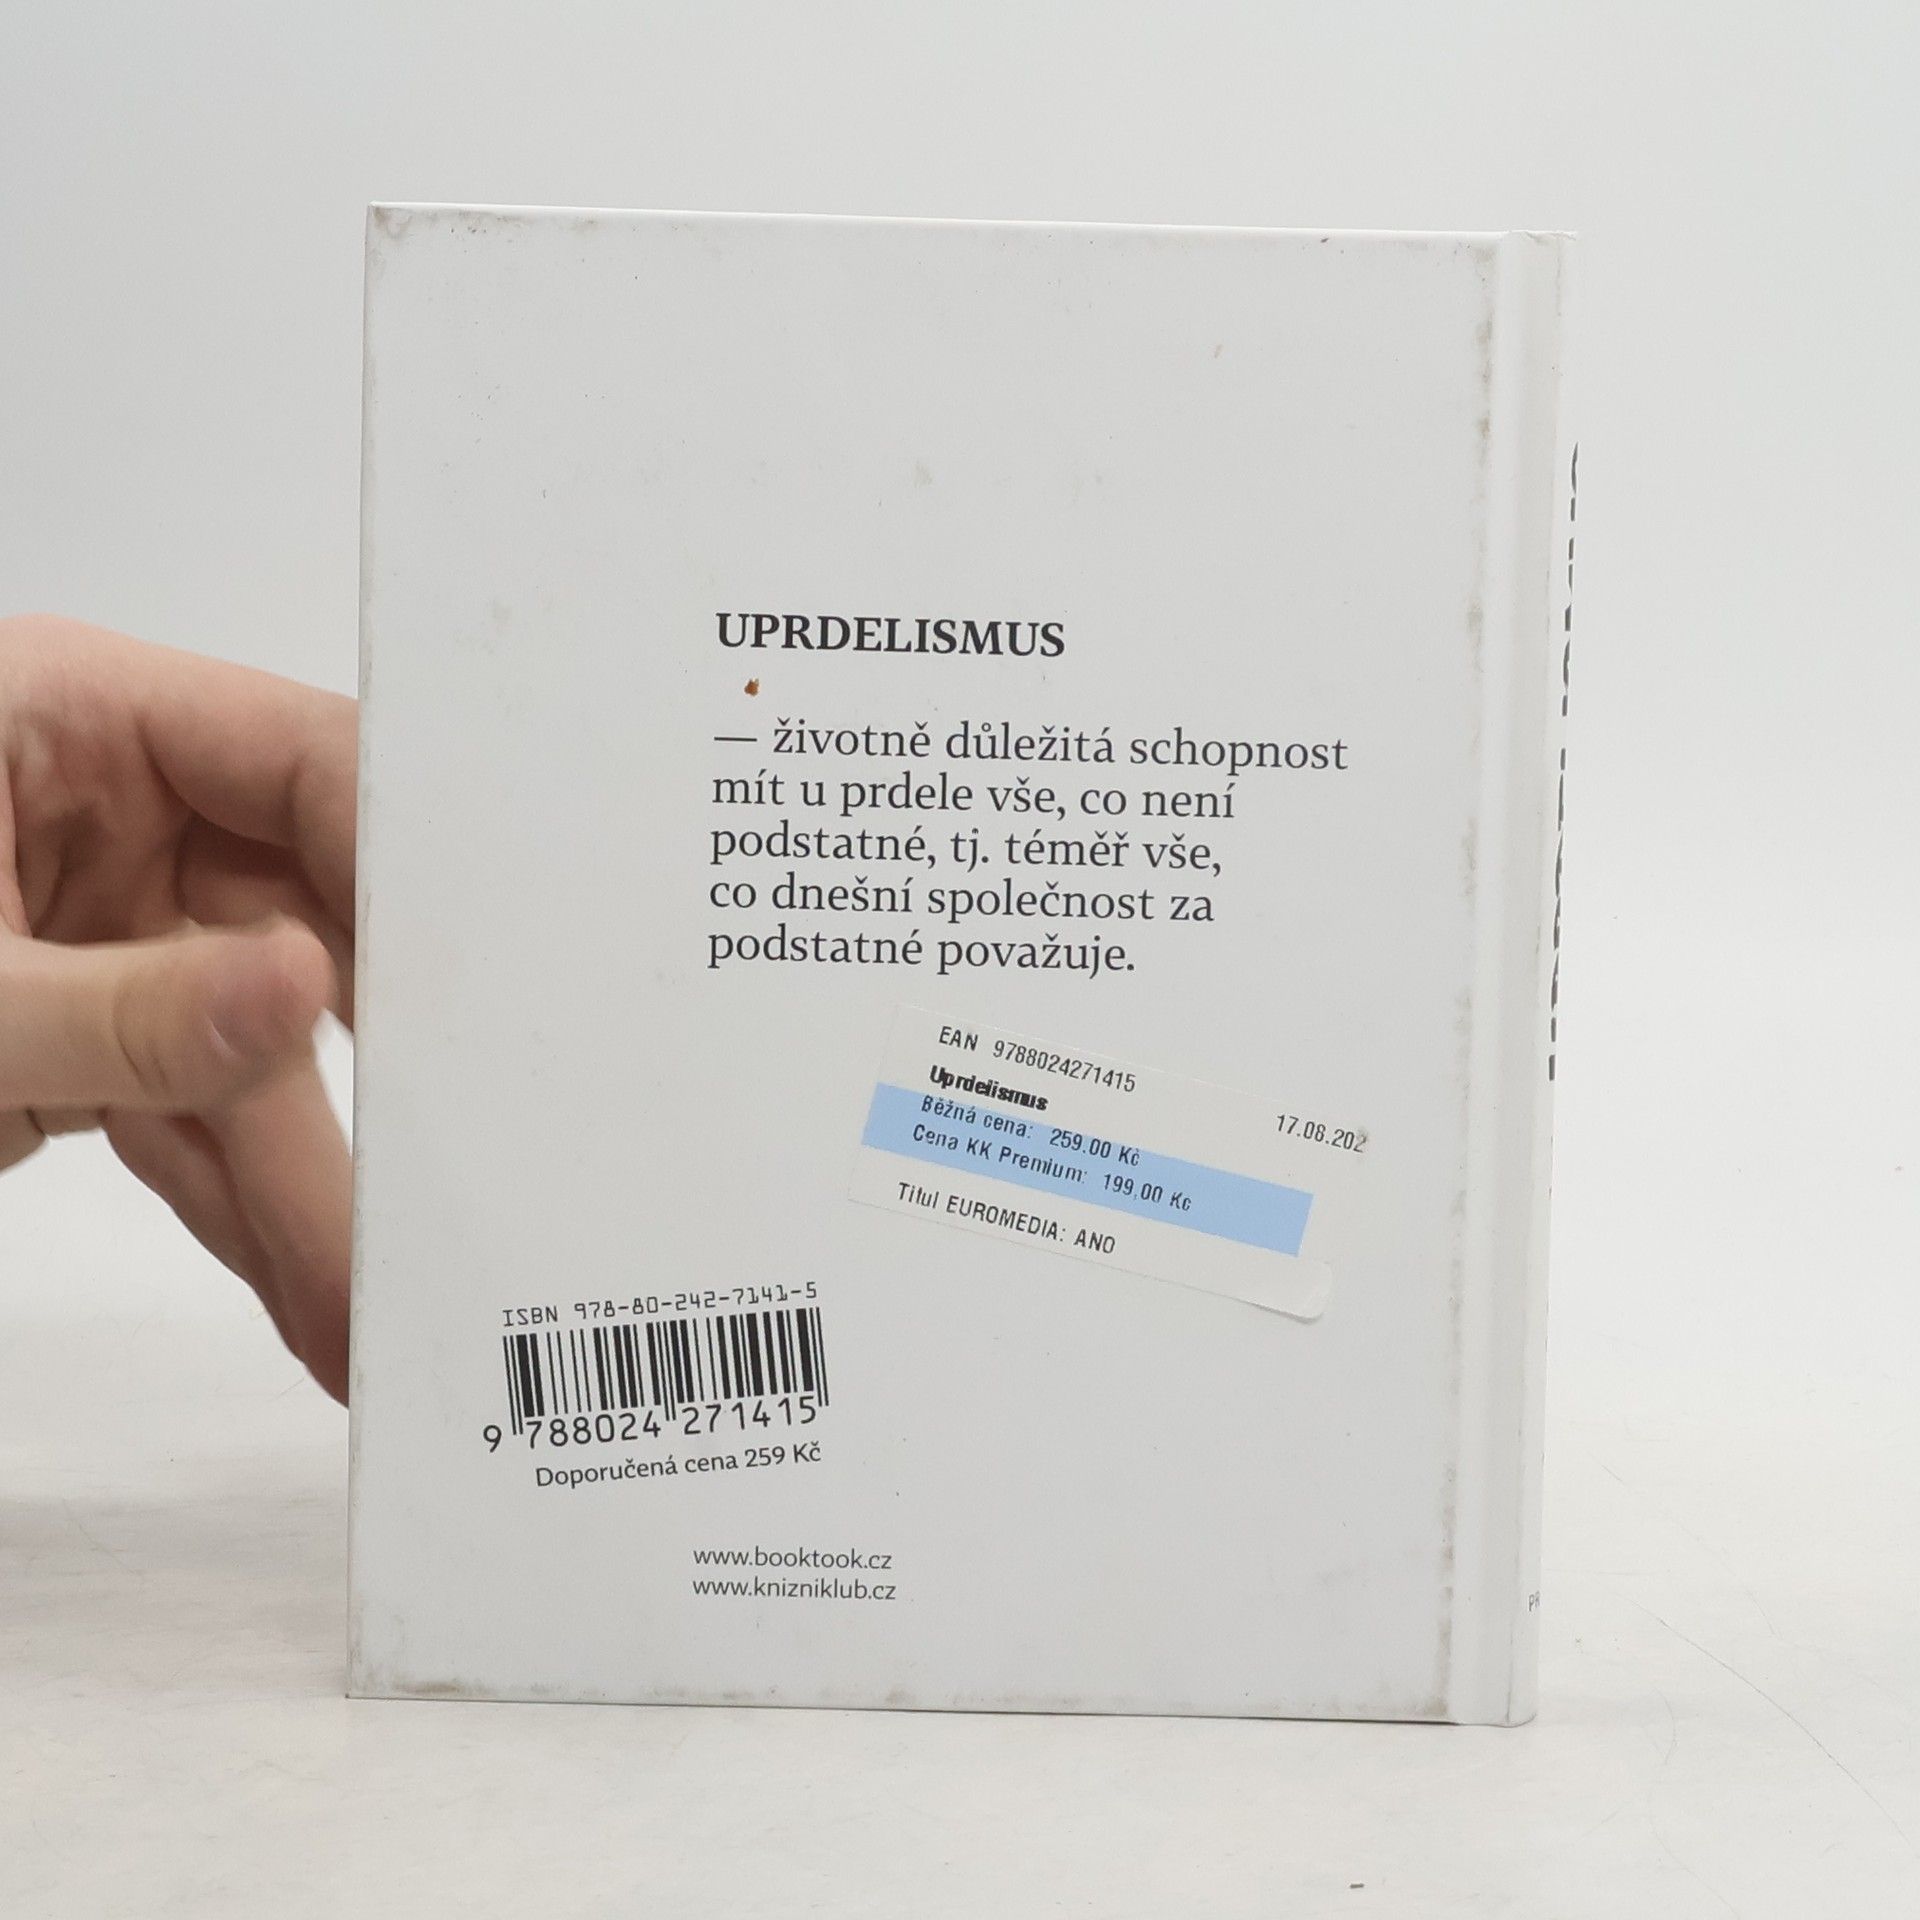 UPRDELISMUS
— životně důležitá schopnost
mít u prdele vše, co není
podstatné, tj. téměř vše,
co dnešní společnost za
podstatné považuje.
EAN 9788024271415
Uprdelismus
17.08.202
Běžná cena: 259.00 Kč
Cena KK Premium: 199,00 Kč
Titul EUROMEDIA: ANO
ISBN 978-80-242-7141-5
9 788024 271415
Doporučená cena 259 Kč
www.booktook.cz
www.knizniklub.cz